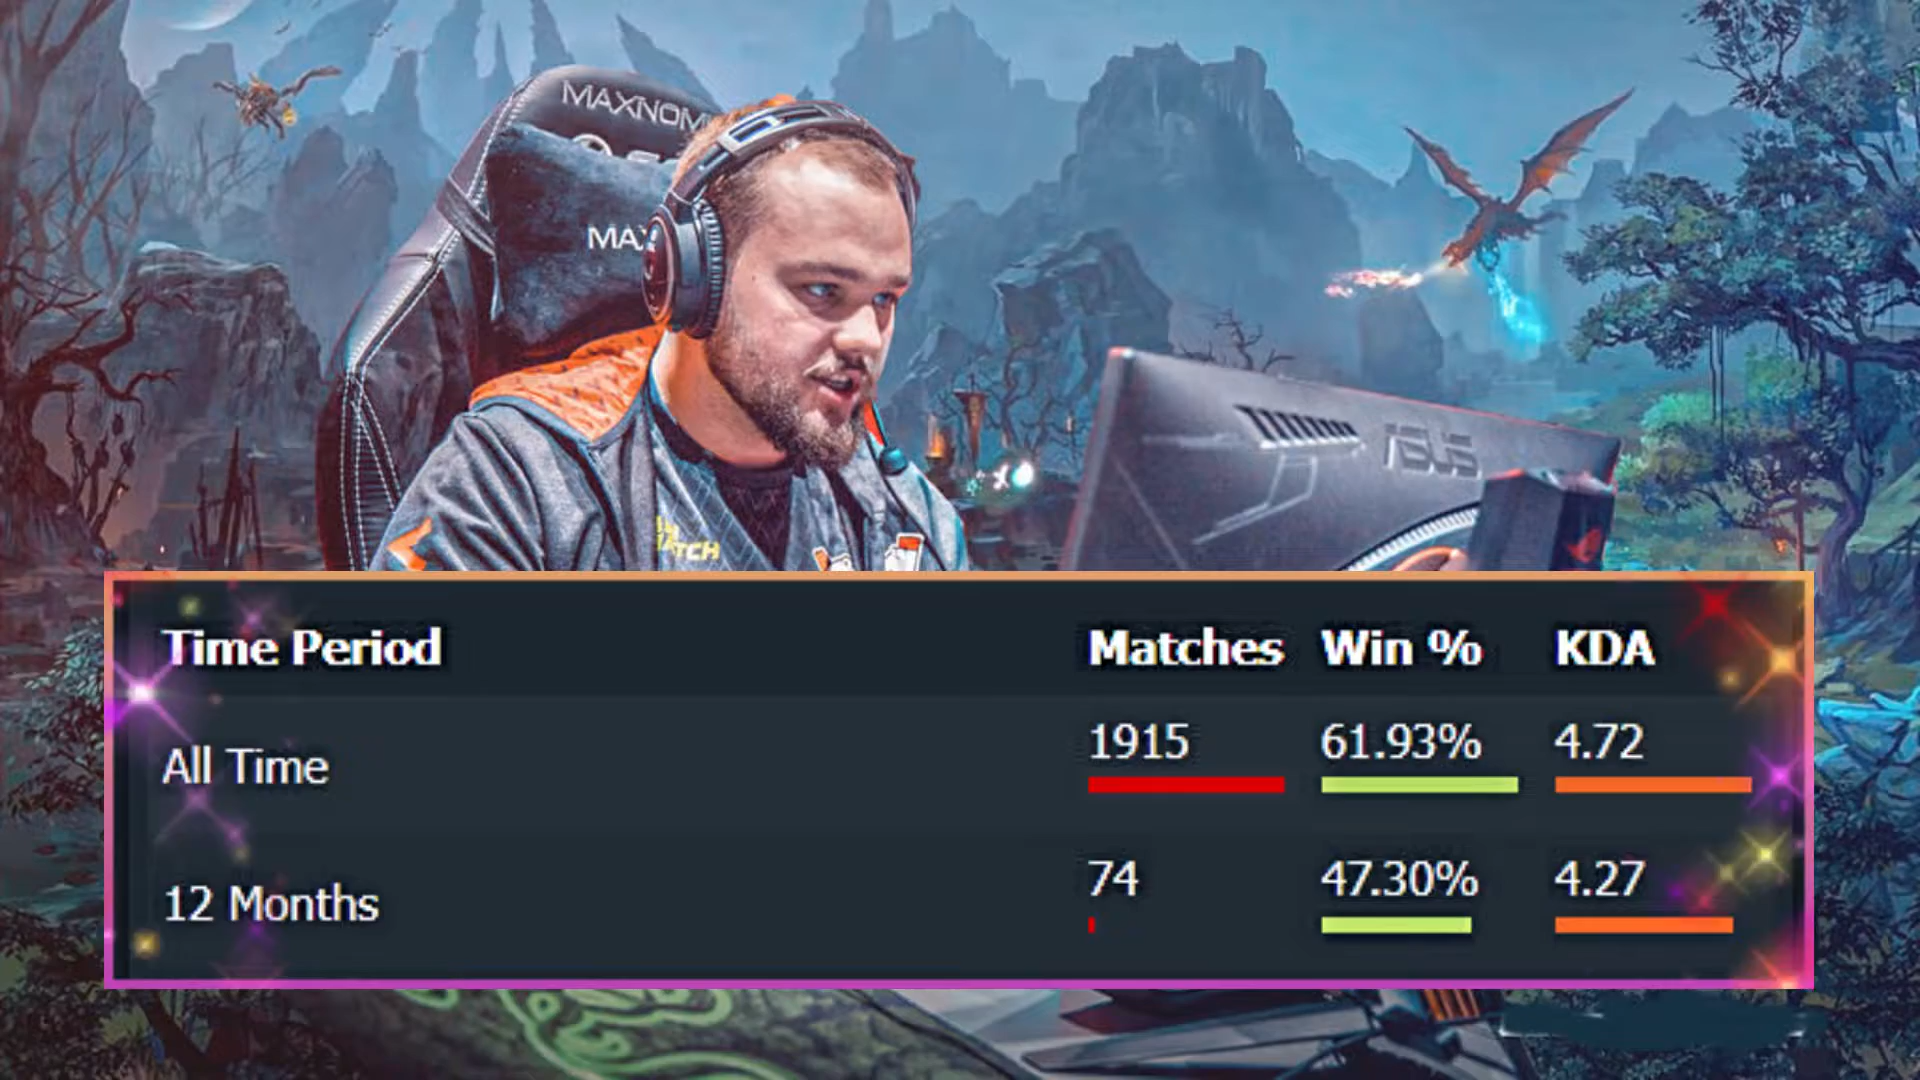 MAXNOM
MAX
ASUS
TCH
Time Period Matches Win % KDA
All Time 1915 61.93% 4.72
12 Months 74 47.30% 4.27